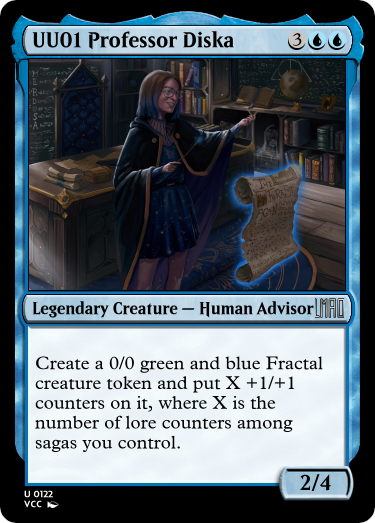 UU01 Professor Diska 3
Legendary Creature — Human Advisor
Create a 0/0 green and blue Fractal
creature token and put X +1/+1
counters on it, where X is the
number of lore counters among
sagas you control.
2/4
U 0122
VCC